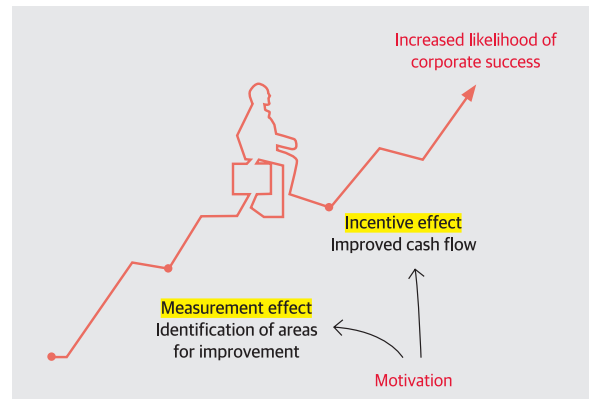 Increased likelihood of
corporate success
Incentive effect
Improved cash flow
Measurement effect
Identification of areas
for improvement
Motivation